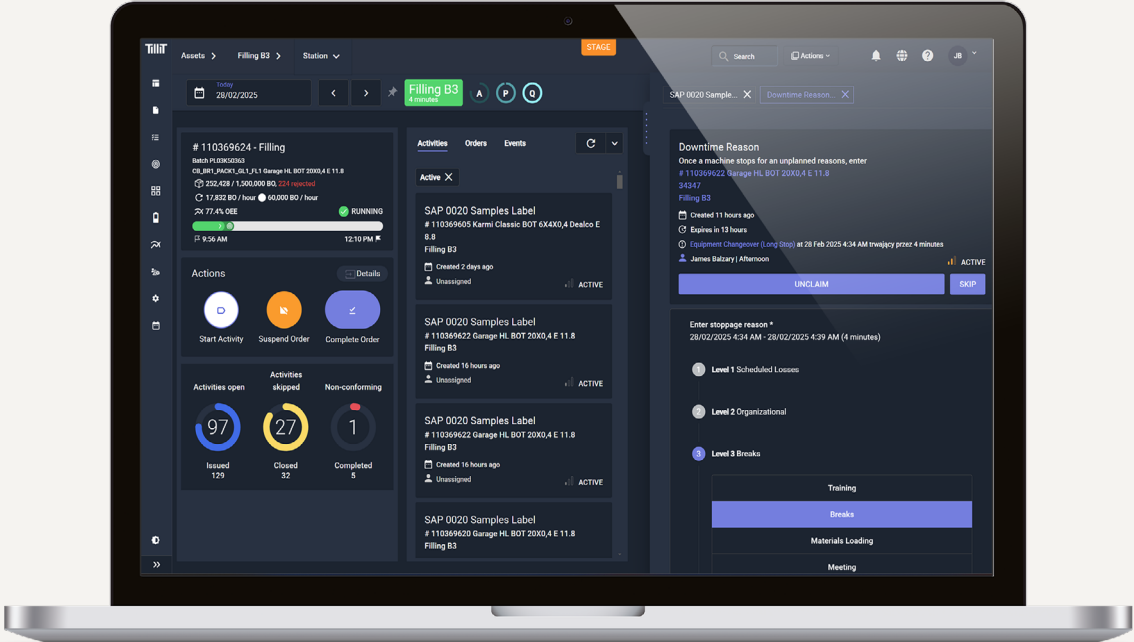 TilliT
Assets
Filling B3
Station
STAGE
Search
Actions
JB
Today
28/02/2025
Filling B3
4 minutes
A
P
Q
SAP 0020 Sample...
Downtime Reason...
# 110369624 - Filling
Batch PL03K50363
CB_BR1_PACK1_GL1_FL1 Garage HL BOT 20X0,4 E 11.8
252,428 / 1,500,000 BO, 224 rejected
17,832 BO / hour 60,000 BO / hour
77.4% OEE
RUNNING
9:56 AM
12:10 PM
Actions
Details
Start Activity
Suspend Order
Complete Order
Activities open
Activities
skipped
Non-conforming
97
27
1
Issued
129
Closed
32
Completed
5
Activities
Orders
Events
Active
SAP 0020 Samples Label
# 110369605 Karmi Classic BOT 6X4X0,4 Dealco E
8.8
Filling B3
Created 2 days ago
Unassigned
ACTIVE
SAP 0020 Samples Label
# 110369622 Garage HL BOT 20X0,4 E 11.8
Filling B3
Created 16 hours ago
Unassigned
ACTIVE
SAP 0020 Samples Label
# 110369622 Garage HL BOT 20X0,4 E 11.8
Filling B3
Created 16 hours ago
Unassigned
ACTIVE
SAP 0020 Samples Label
# 110369620 Garage HL BOT 20X0,4 E 11.8
Filling B3
Downtime Reason
Once a machine stops for an unplanned reasons, enter
# 110369622 Garage HL BOT 20X0,4 E 11.8
34347
Filling B3
Created 11 hours ago
Expires in 13 hours
Equipment Changeover (Long Stop) at 28 Feb 2025 4:34 AM trwający przez 4 minutes
James Balzary | Afternoon
ACTIVE
UNCLAIM
SKIP
Enter stoppage reason *
28/02/2025 4:34 AM - 28/02/2025 4:39 AM (4 minutes)
1 Level 1 Scheduled Losses
2 Level 2 Organizational
3 Level 3 Breaks
Training
Breaks
Materials Loading
Meeting